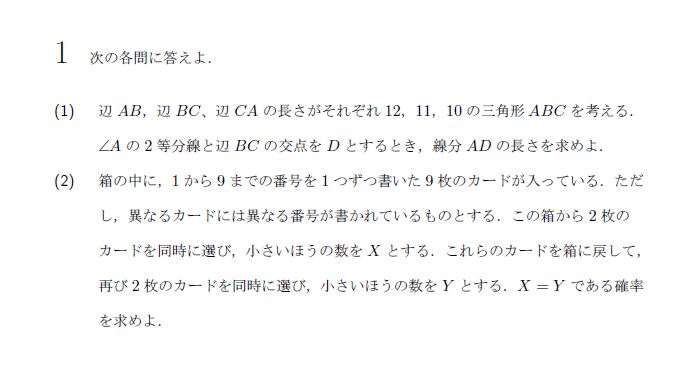 1 次の各問に答えよ．
(1) 辺 AB，辺 BC、辺 CA の長さがそれぞれ 12，11，10 の三角形 ABC を考える．
∠A の 2 等分線と辺 BC の交点を D とするとき，線分 AD の長さを求めよ．
(2) 箱の中に，1 から 9 までの番号を 1 つずつ書いた 9 枚のカードが入っている．ただ
し，異なるカードには異なる番号が書かれているものとする．この箱から 2 枚の
カードを同時に選び，小さいほうの数を X とする．これらのカードを箱に戻して，
再び 2 枚のカードを同時に選び，小さいほうの数を Y とする．X = Y である確率
を求めよ．